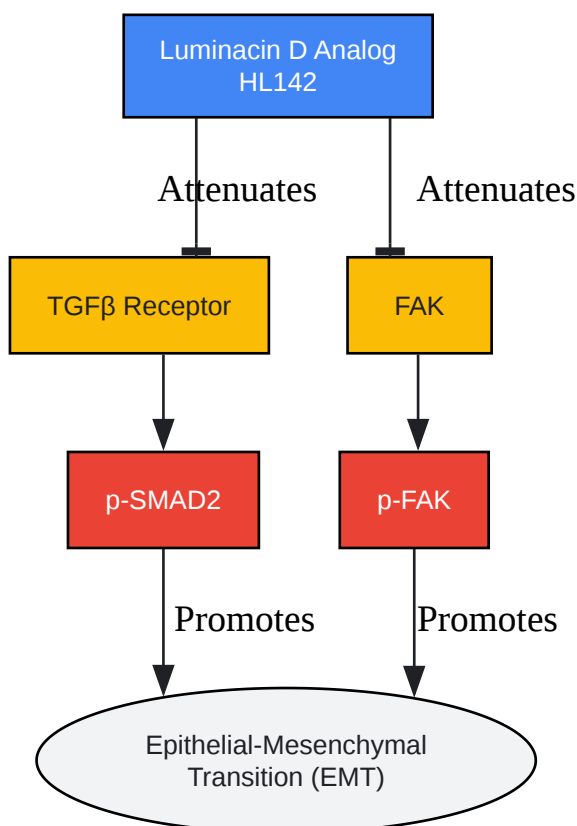 Luminacin D Analog
HL142
Attenuates
Attenuates
TGFβ Receptor
FAK
p-SMAD2
p-FAK
Promotes
Promotes
Epithelial-Mesenchymal
Transition (EMT)